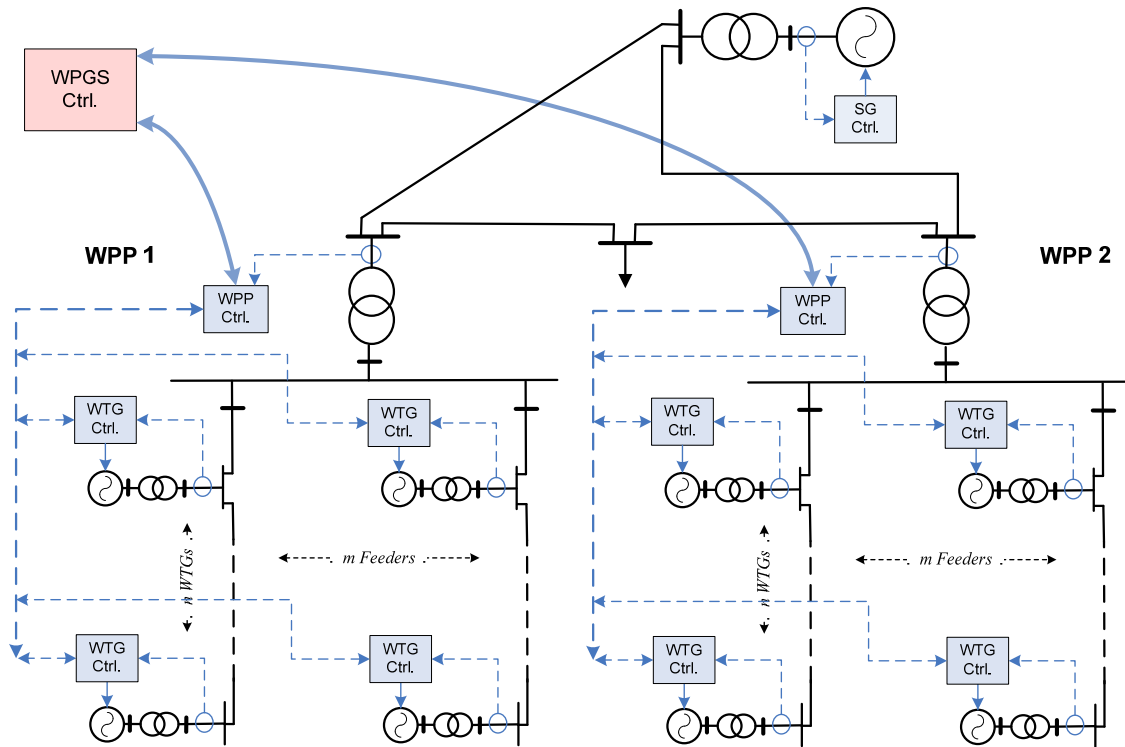 WPGS
Ctrl.
SG
Ctrl.
WPP 1
WPP 2
WPP
Ctrl.
WPP
Ctrl.
WTG
Ctrl.
WTG
Ctrl.
WTG
Ctrl.
WTG
Ctrl.
. n WTGs .
. m Feeders .
. n WTGs .
. m Feeders .
WTG
Ctrl.
WTG
Ctrl.
WTG
Ctrl.
WTG
Ctrl.